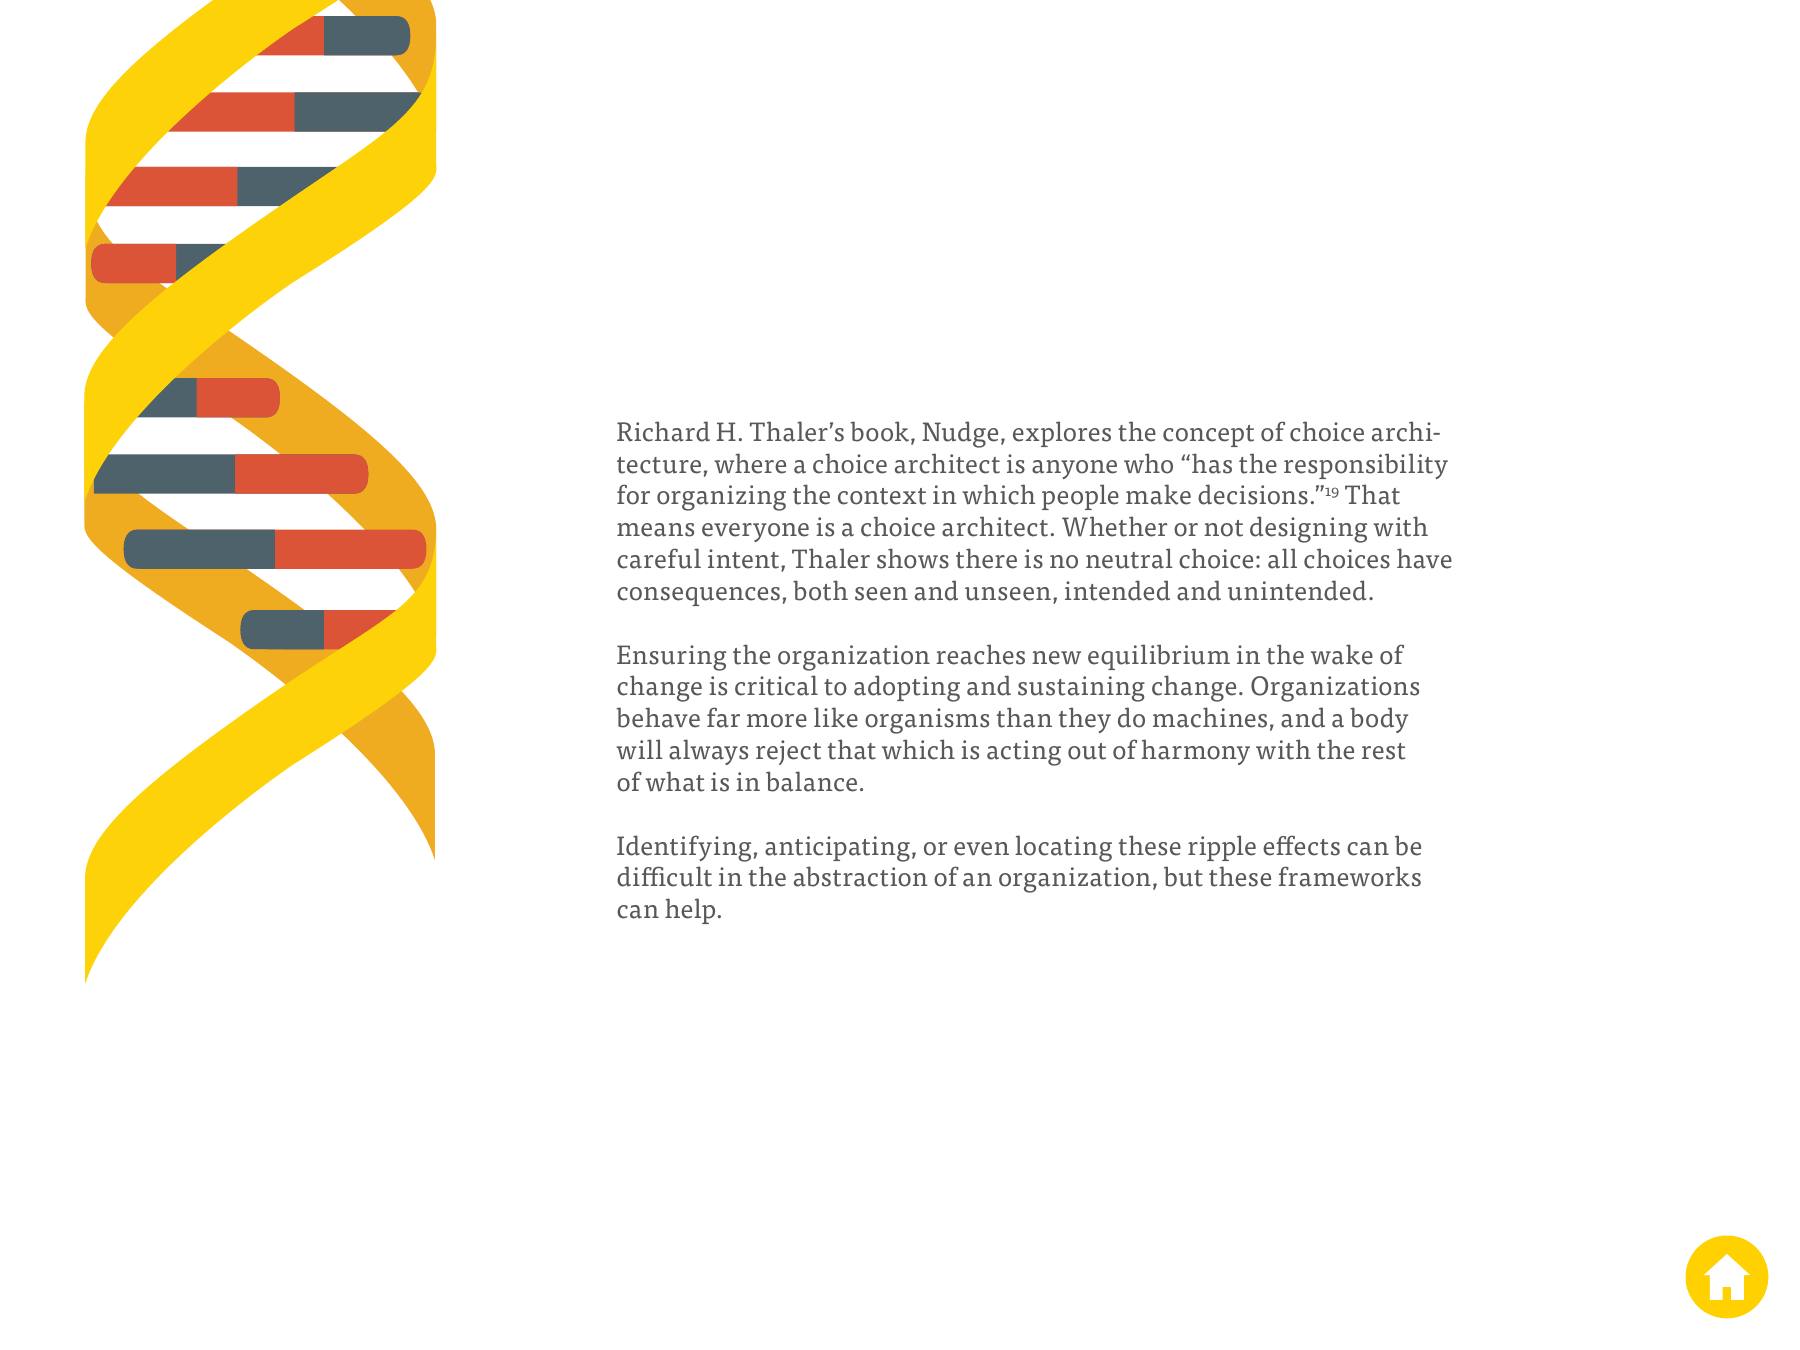 Richard H. Thaler’s book, Nudge, explores the concept of choice archi-
tecture, where a choice architect is anyone who “has the responsibility
for organizing the context in which people make decisions.”19 That
means everyone is a choice architect. Whether or not designing with
careful intent, Thaler shows there is no neutral choice: all choices have
consequences, both seen and unseen, intended and unintended.
Ensuring the organization reaches new equilibrium in the wake of
change is critical to adopting and sustaining change. Organizations
behave far more like organisms than they do machines, and a body
will always reject that which is acting out of harmony with the rest
of what is in balance.
Identifying, anticipating, or even locating these ripple effects can be
difficult in the abstraction of an organization, but these frameworks
can help.